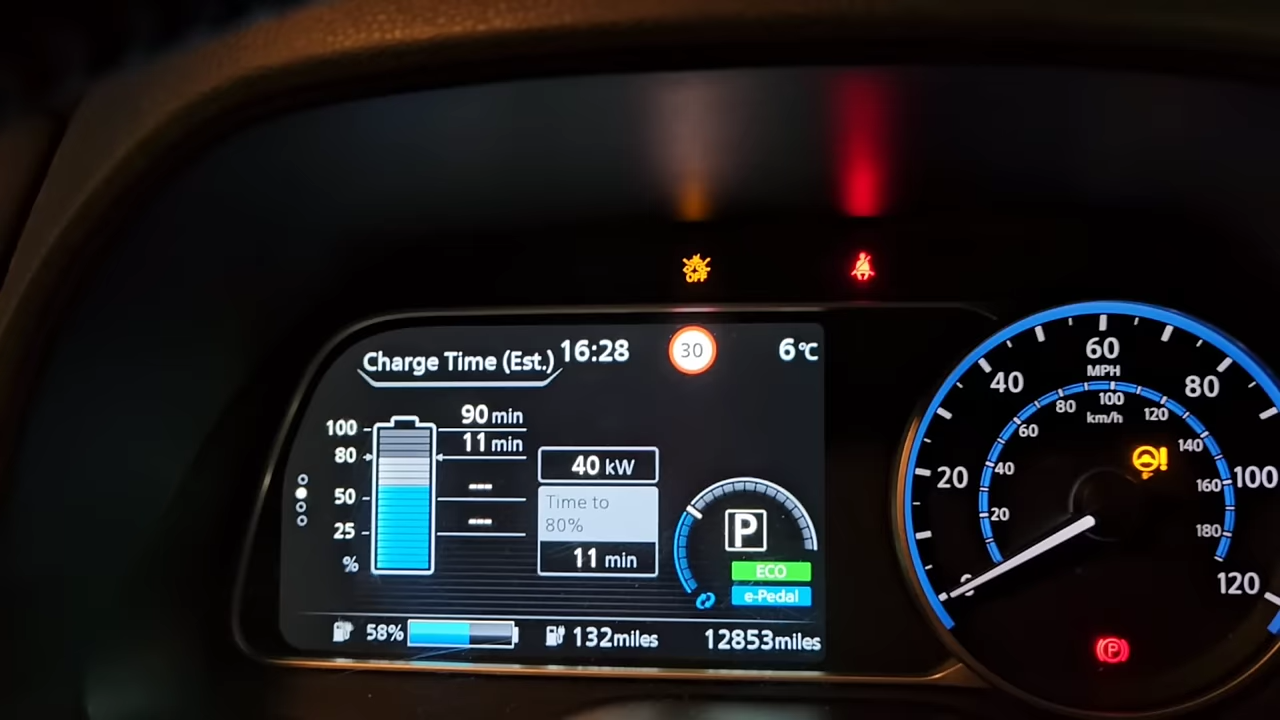 OFF
Charge Time (Est.) 16:28 30 6°C
100 90 min
80 11 min
50 ---
25 ---
%
40 kW
Time to
80%
11 min
P
ECO
e-Pedal
58% 132miles 12853miles
0 20 40 60 80 100 120
MPH
20 40 60 80 100 120 140 160 180
km/h
!
P